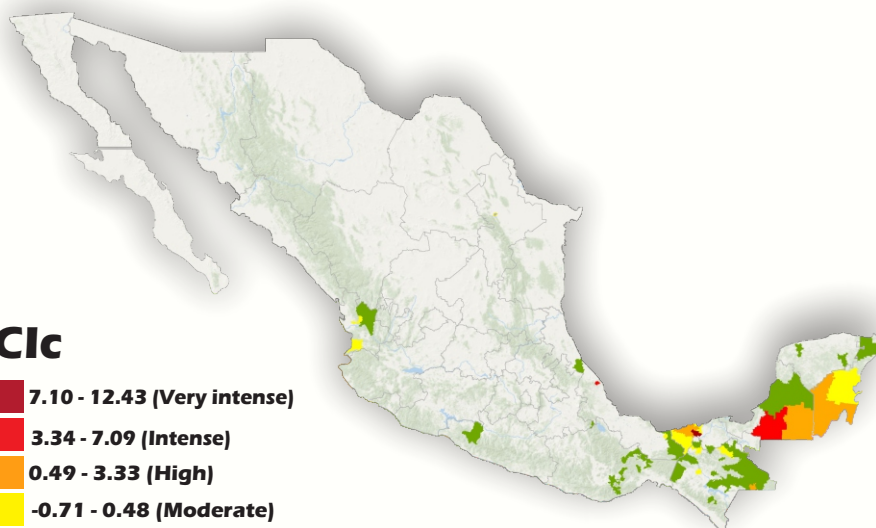 CIc
7.10 - 12.43 (Very intense)
3.34 - 7.09 (Intense)
0.49 - 3.33 (High)
-0.71 - 0.48 (Moderate)